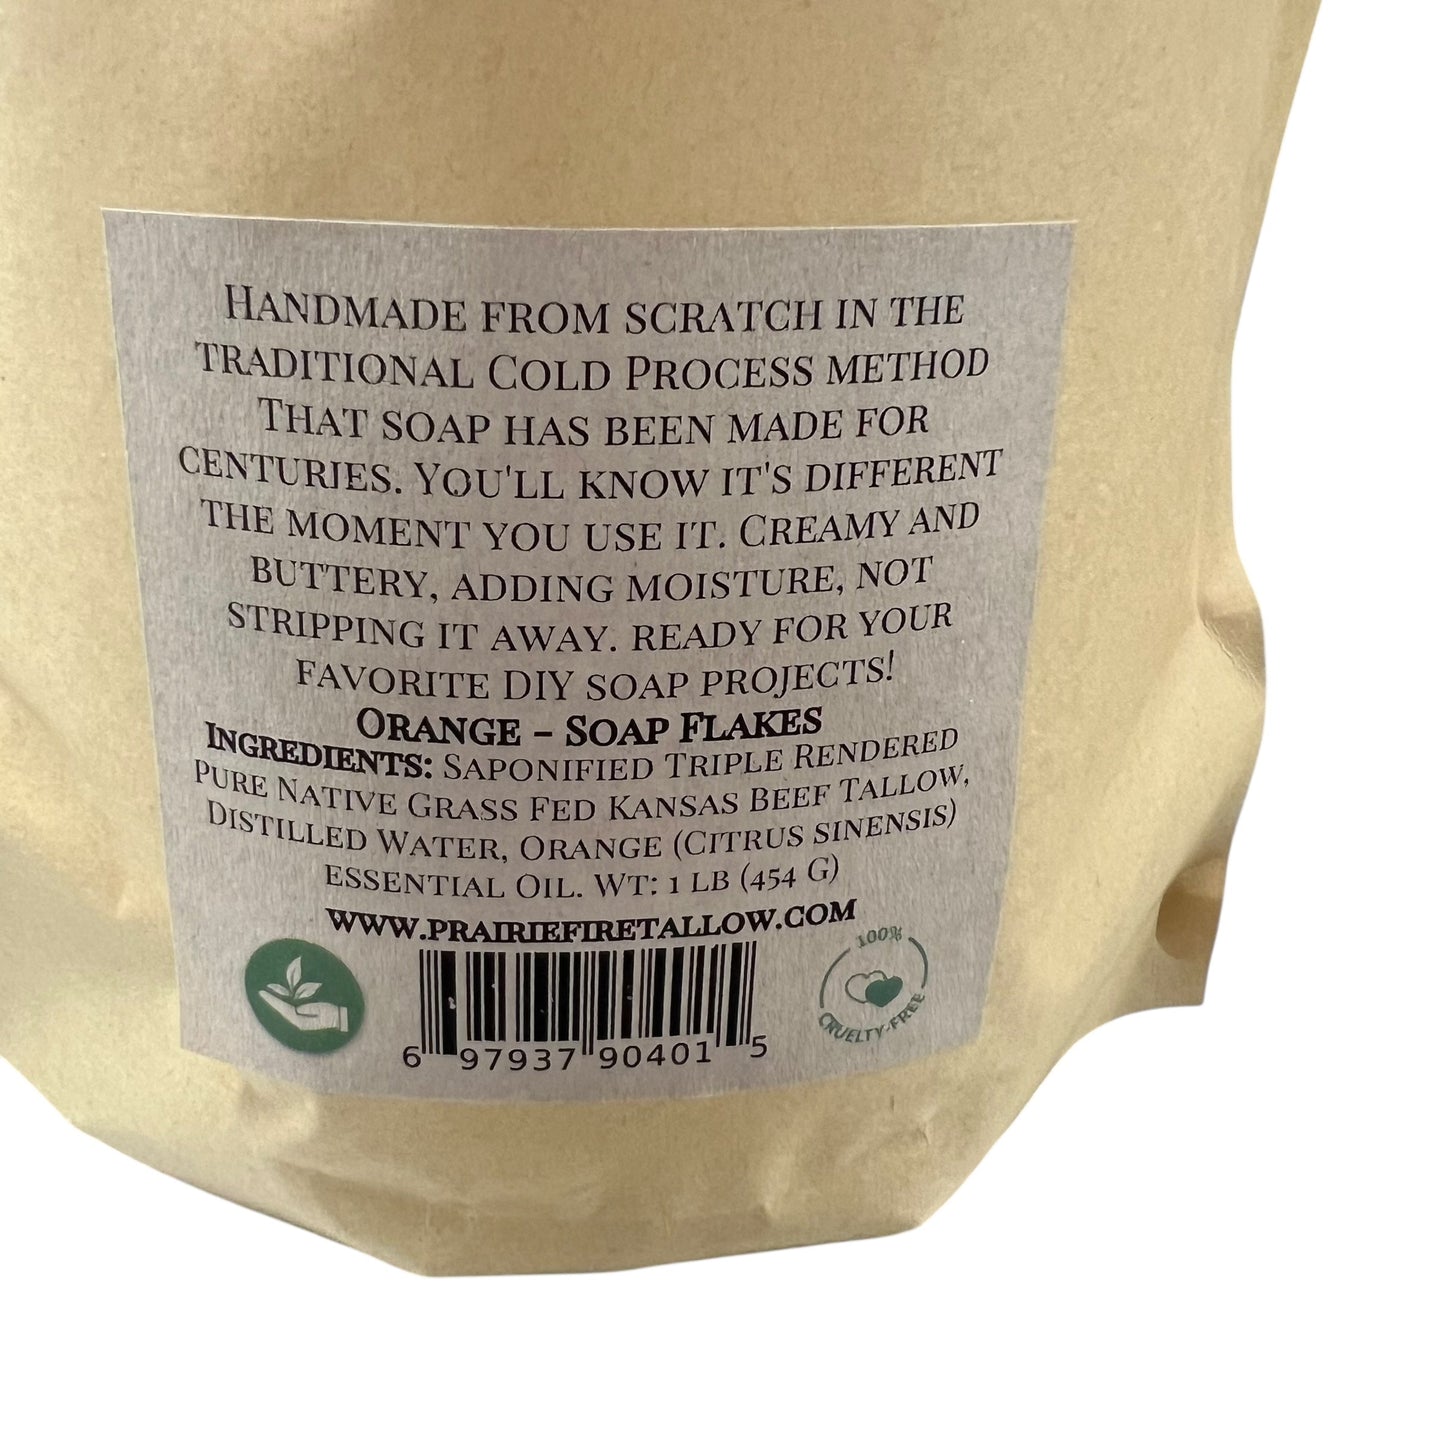 HANDMADE FROM SCRATCH IN THE
TRADITIONAL COLD PROCESS METHOD
THAT SOAP HAS BEEN MADE FOR
CENTURIES. YOU'LL KNOW IT'S DIFFERENT
THE MOMENT YOU USE IT. CREAMY AND
BUTTERY, ADDING MOISTURE, NOT
STRIPPING IT AWAY. READY FOR YOUR
FAVORITE DIY SOAP PROJECTS!
ORANGE – SOAP FLAKES
INGREDIENTS: SAPONIFIED TRIPLE RENDERED
PURE NATIVE GRASS FED KANSAS BEEF TALLOW,
DISTILLED WATER, ORANGE (CITRUS SINENSIS)
ESSENTIAL OIL. WT: 1 LB (454 G)
WWW.PRAIRIEFIRETALLOW.COM
6 97937 90401 5
100%
CRUELTY-FREE